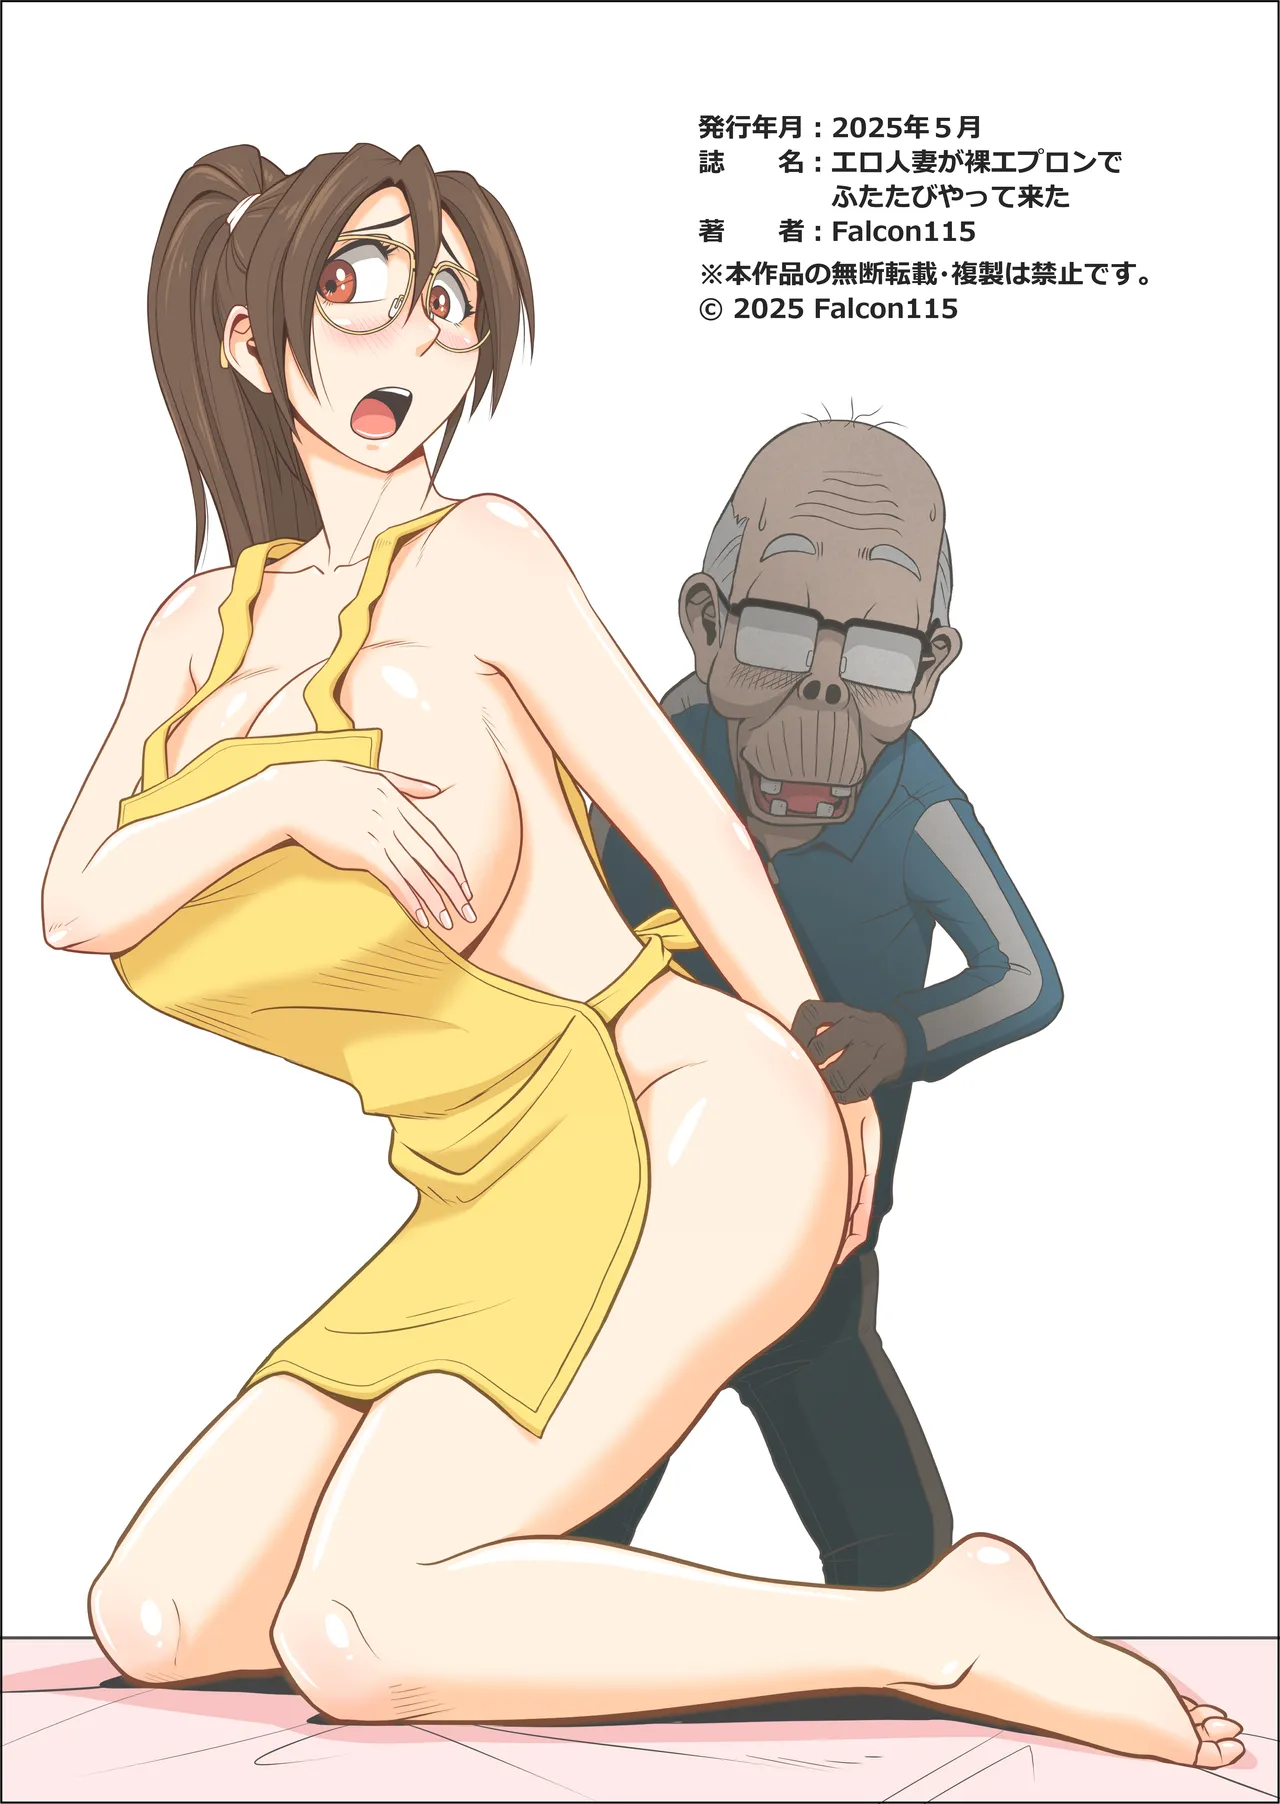 発行年月：2025年５月
誌　　名：エロ人妻が裸エプロンで
ふたたびやって来た
著　　者：Falcon115
※本作品の無断転載･複製は禁止です。
© 2025 Falcon115